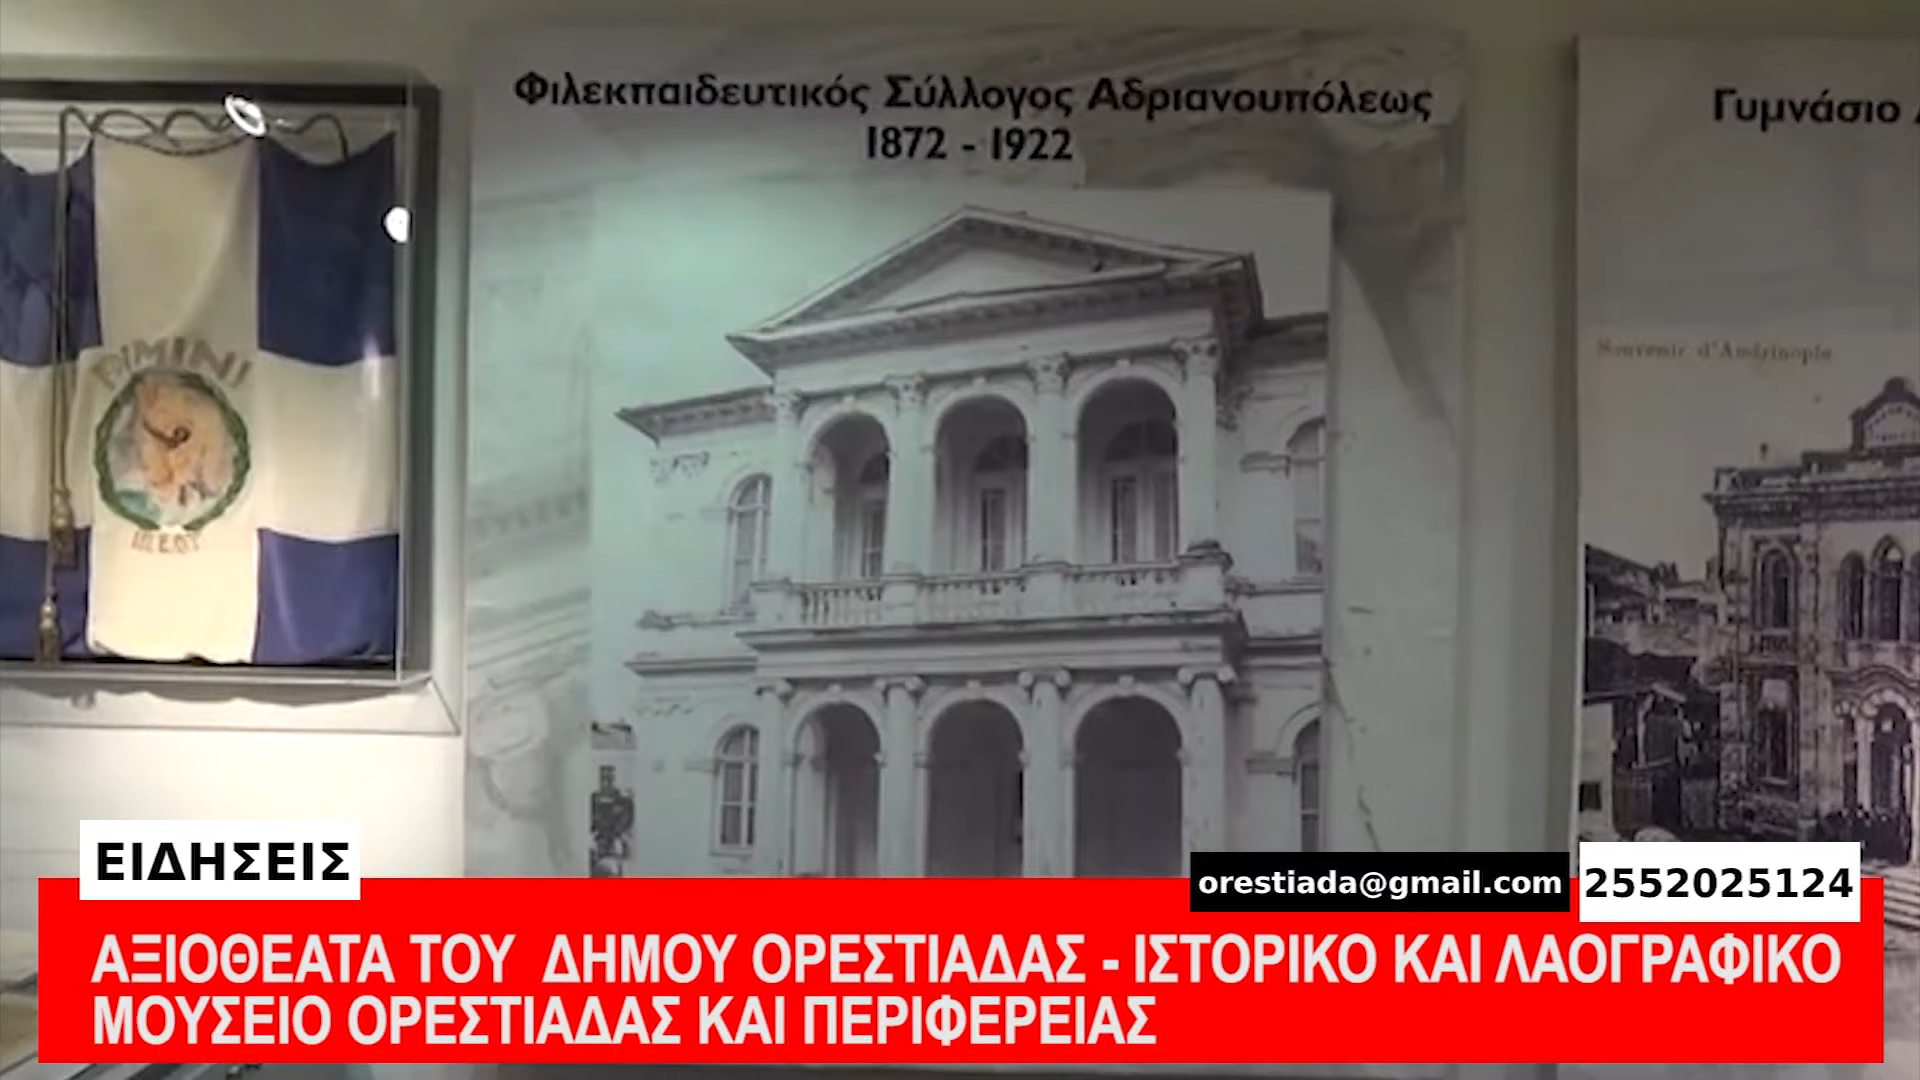 Φιλεκπαιδευτικός Σύλλογος Αδριανουπόλεως
1872 - 1922
Γυμνάσιο
Souvenir d'Andrinople
RIMINI
ΕΙΔΗΣΕΙΣ
orestiada@gmail.com
2552025124
ΑΞΙΟΘΕΑΤΑ ΤΟΥ ΔΗΜΟΥ ΟΡΕΣΤΙΑΔΑΣ - ΙΣΤΟΡΙΚΟ ΚΑΙ ΛΑΟΓΡΑΦΙΚΟ
ΜΟΥΣΕΙΟ ΟΡΕΣΤΙΑΔΑΣ ΚΑΙ ΠΕΡΙΦΕΡΕΙΑΣ